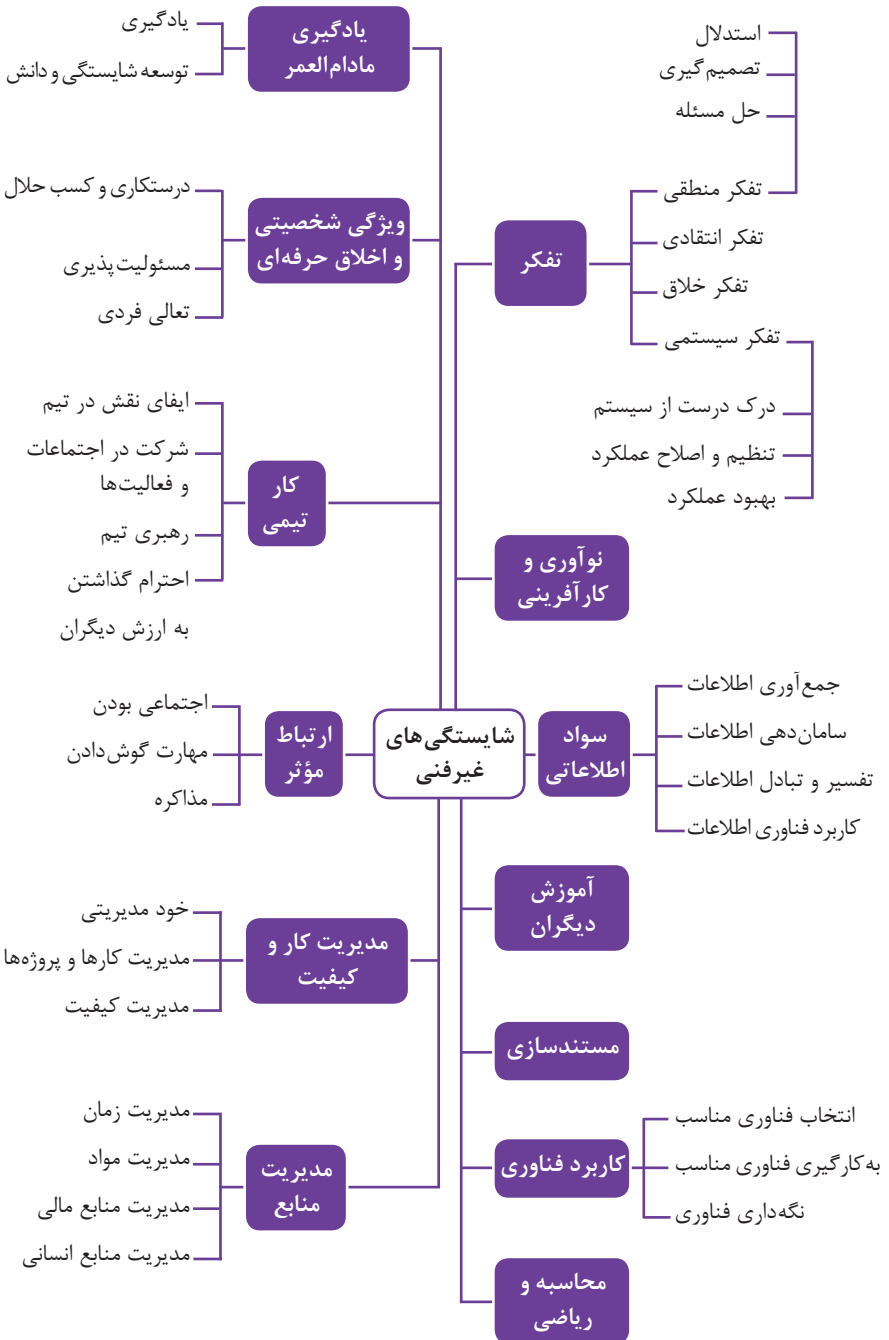 شایستگی‌های
غیرفنی
استدلال
تصمیم‌گیری
حل مسئله
تفکر منطقی
تفکر
تفکر انتقادی
تفکر خلاق
تفکر سیستمی
درک درست از سیستم
تنظیم و اصلاح عملکرد
بهبود عملکرد
نوآوری و
کارآفرینی
سواد
اطلاعاتی
جمع‌آوری اطلاعات
سامان‌دهی اطلاعات
تفسیر و تبادل اطلاعات
کاربرد فناوری اطلاعات
آموزش
دیگران
مستندسازی
کاربرد فناوری
انتخاب فناوری مناسب
به‌کارگیری فناوری مناسب
نگه‌داری فناوری
محاسبه و
ریاضی
یادگیری
مادام‌العمر
یادگیری
توسعه شایستگی و دانش
ویژگی شخصیتی
و اخلاق حرفه‌ای
درستکاری و کسب حلال
مسئولیت‌پذیری
تعالی فردی
کار
تیمی
ایفای نقش در تیم
شرکت در اجتماعات
و فعالیت‌ها
رهبری تیم
احترام گذاشتن
به ارزش دیگران
ارتباط
مؤثر
اجتماعی بودن
مهارت گوش‌دادن
مذاکره
مدیریت کار و
کیفیت
خود مدیریتی
مدیریت کارها و پروژه‌ها
مدیریت کیفیت
مدیریت
منابع
مدیریت زمان
مدیریت مواد
مدیریت منابع مالی
مدیریت منابع انسانی